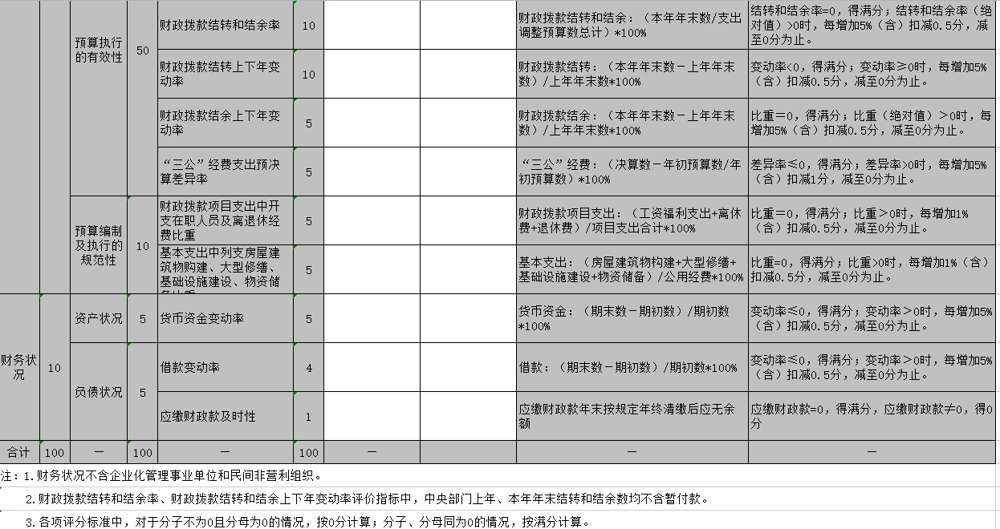 预算执行
的有效性
50
财政拨款结转和结余率
10
财政拨款结转和结余：（本年年末数/支出
调整预算数总计）*100%
结转和结余率=0，得满分；结转和结余率（绝
对值）>0时，每增加5%（含）扣减0.5分，减
至0分为止。
财政拨款结转上下年变
动率
10
财政拨款结转：（本年年末数－上年年末
数）/上年年末数*100%
变动率<0，得满分；变动率≥0时，每增加5%
（含）扣减0.5分，减至0分为止。
财政拨款结余上下年变
动率
5
财政拨款结余：（本年年末数－上年年末
数）/上年年末数*100%
比重＝0，得满分；比重（绝对值）＞0时，每
增加5%（含）扣减0.5分，减至0分为止。
“三公”经费支出预决
算差异率
5
“三公”经费：（决算数－年初预算数/年
初预算数）*100%
差异率≤0，得满分；差异率>0时，每增加5%
（含）扣减1分，减至0分为止。
预算编制
及执行的
规范性
10
财政拨款项目支出中开
支在职人员及离退休经
费比重
5
财政拨款项目支出：（工资福利支出+离休
费+退休费）/项目支出合计*100%
比重＝0，得满分；比重＞0时，每增加1%
（含）扣减0.5分，减至0分为止。
基本支出中列支房屋建
筑物购建、大型修缮、
基础设施建设、物资储
5
基本支出：（房屋建筑物构建+大型修缮+
基础设施建设+物资储备）/公用经费*100%
比重=0，得满分；比重>0时，每增加1%（含）
扣减0.5分，减至0分为止。
财务状
况
10
资产状况
5
货币资金变动率
5
货币资金：（期末数－期初数）/期初数
*100%
变动率≤0，得满分；变动率＞0时，每增加5%
（含）扣减0.5分，减至0分为止。
负债状况
5
借款变动率
4
借款：（期末数－期初数）/期初数*100%
变动率≤0，得满分；变动率＞0时，每增加5%
（含）扣减0.5分，减至0分为止。
应缴财政款及时性
1
应缴财政款年末按规定年终清缴后应无余
额
应缴财政款=0，得满分，应缴财政款≠0，得0
分
合计
100
—
100
—
100
—
—
—
注：1.财务状况不含企业化管理事业单位和民间非营利组织。
2.财政拨款结转和结余率、财政拨款结转和结余上下年变动率评价指标中，中央部门上年、本年年末结转和结余数均不含暂付款。
3.各项评分标准中，对于分子不为0且分母为0的情况，按0分计算；分子、分母同为0的情况，按满分计算。